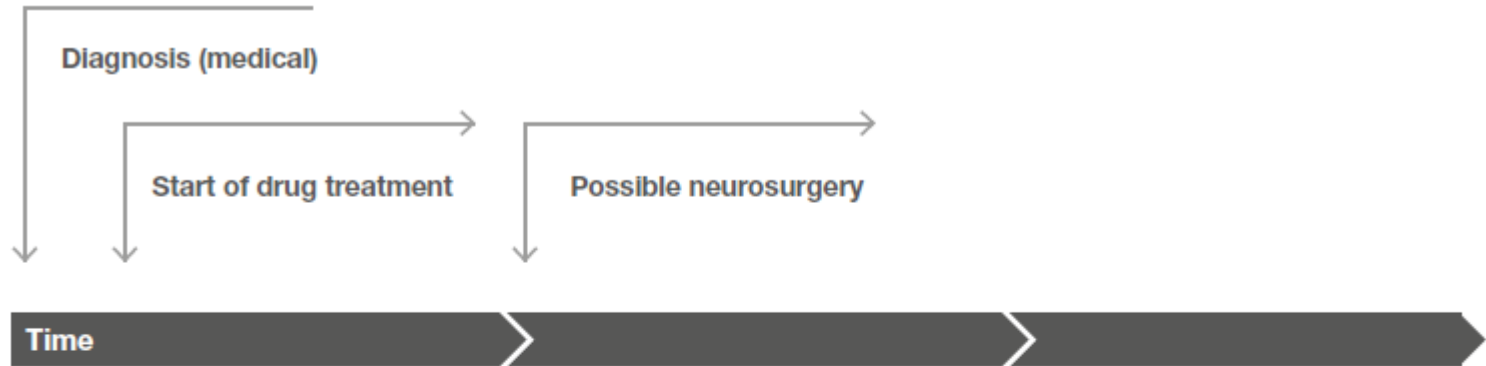 Diagnosis (medical)
Start of drug treatment
Possible neurosurgery
Time